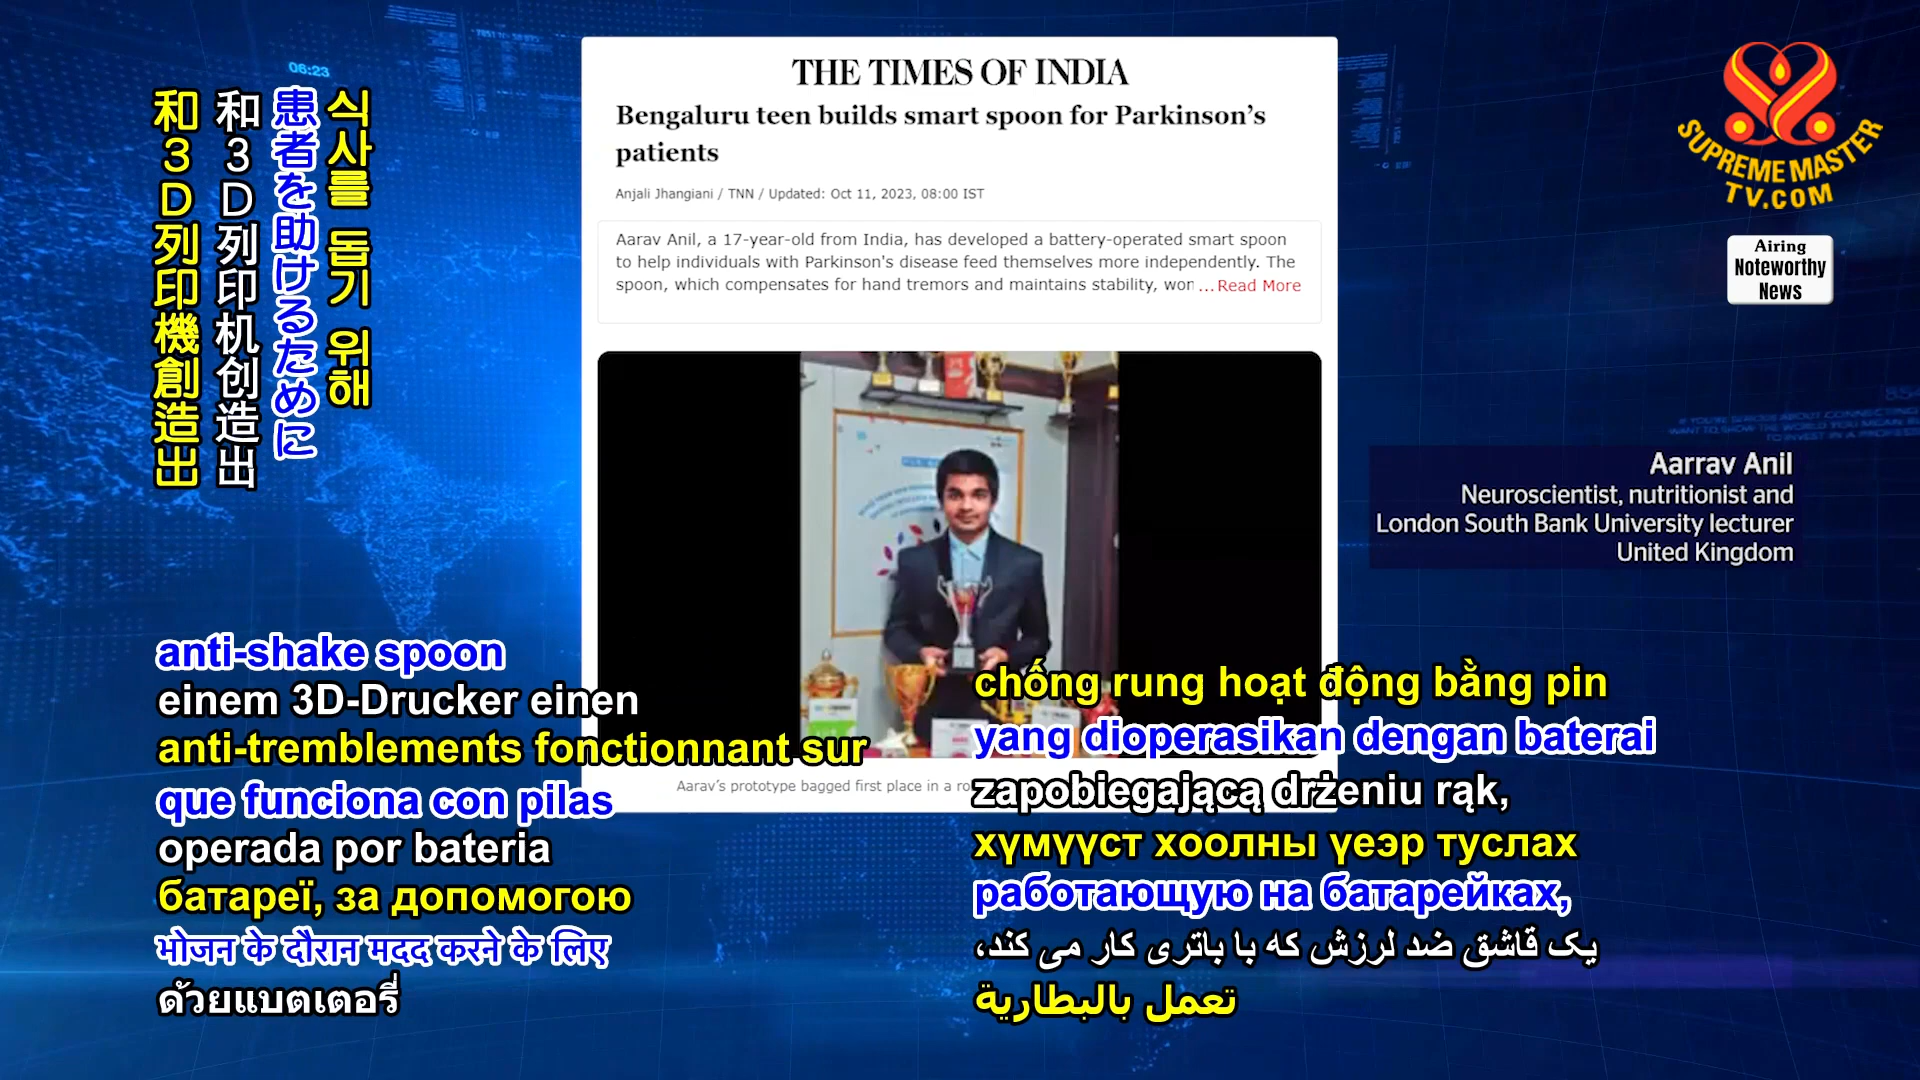 06:23
식사를 돕기 위해
患者を助けるために
和3D列印机创造出
和3D列印機創造出
THE TIMES OF INDIA
Bengaluru teen builds smart spoon for Parkinson’s
patients
Anjali Jhangiani / TNN / Updated: Oct 11, 2023, 08:00 IST
Aarav Anil, a 17-year-old from India, has developed a battery-operated smart spoon
to help individuals with Parkinson's disease feed themselves more independently. The
spoon, which compensates for hand tremors and maintains stability, won ...Read More
Aarav’s prototype bagged first place in a ro
SUPREME MASTER
TV.COM
Airing
Noteworthy
News
Aarrav Anil
Neuroscientist, nutritionist and
London South Bank University lecturer
United Kingdom
anti-shake spoon
einem 3D-Drucker einen
anti-tremblements fonctionnant sur
que funciona con pilas
operada por bateria
батареї, за допомогою
भोजन के दौरान मदद करने के लिए
ด้วยแบตเตอรี่
chống rung hoạt động bằng pin
yang dioperasikan dengan baterai
zapobiegającą drżeniu rąk,
хүмүүст хоолны үеэр туслах
работающую на батарейках,
یک قاشق ضد لرزش که با باتری کار می کند،
تعمل بالبطارية